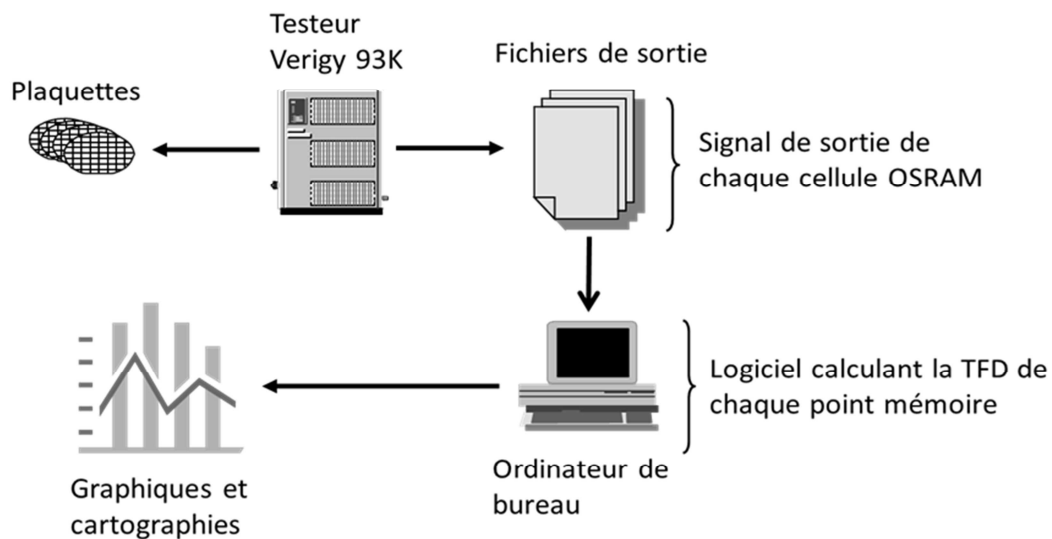 Testeur
Verigy 93K
Fichiers de sortie
Plaquettes
Signal de sortie de
chaque cellule OSRAM
Logiciel calculant la TFD de
chaque point mémoire
Ordinateur de
bureau
Graphiques et
cartographies